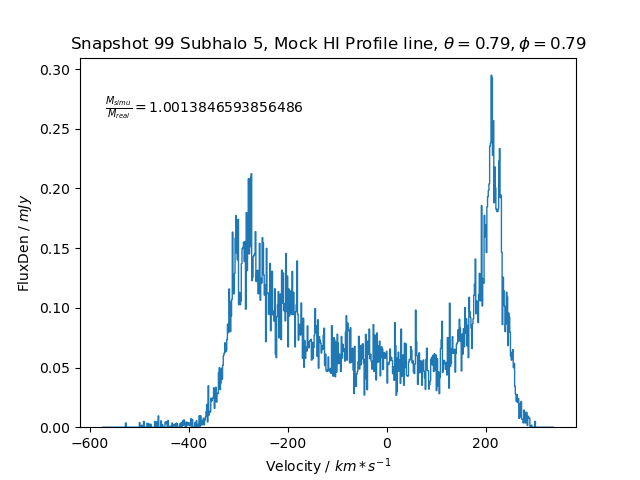 Snapshot 99 Subhalo 5, Mock HI Profile line, θ = 0.79, ϕ = 0.79
M_simu/M_real = 1.0013846593856486
FluxDen / mJy
0.30
0.25
0.20
0.15
0.10
0.05
0.00
−600 −400 −200 0 200
Velocity / km * s⁻¹